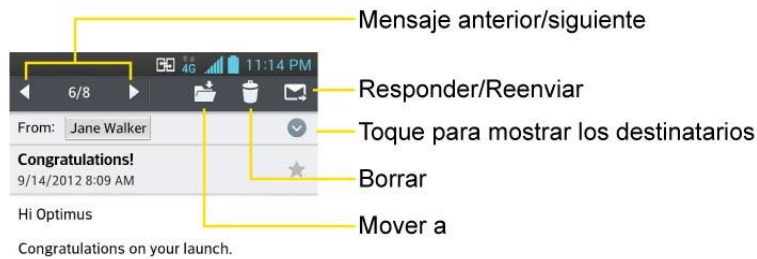 Mensaje anterior/siguiente
4G 11:14 PM
6/8
Responder/Reenviar
From: Jane Walker
Toque para mostrar los destinatarios
Congratulations!
9/14/2012 8:09 AM
Borrar
Hi Optimus
Mover a
Congratulations on your launch.